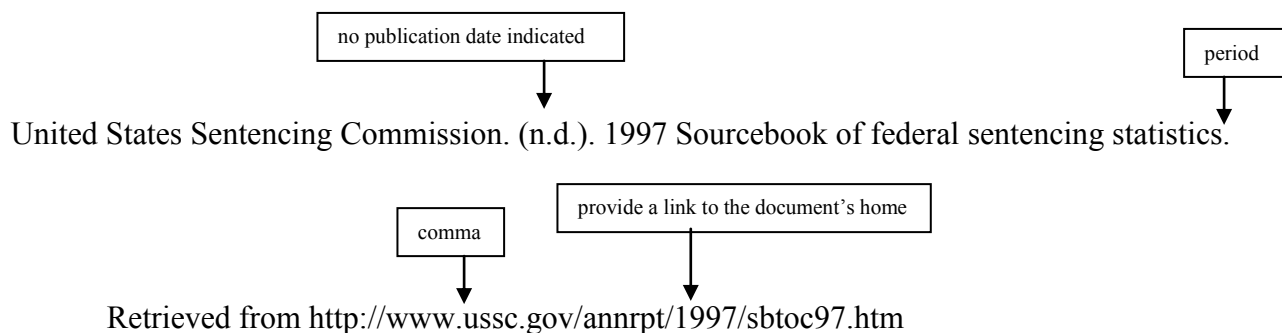 no publication date indicated
period
United States Sentencing Commission. (n.d.). 1997 Sourcebook of federal sentencing statistics.
provide a link to the document’s home
comma
Retrieved from http://www.ussc.gov/annrpt/1997/sbtoc97.htm